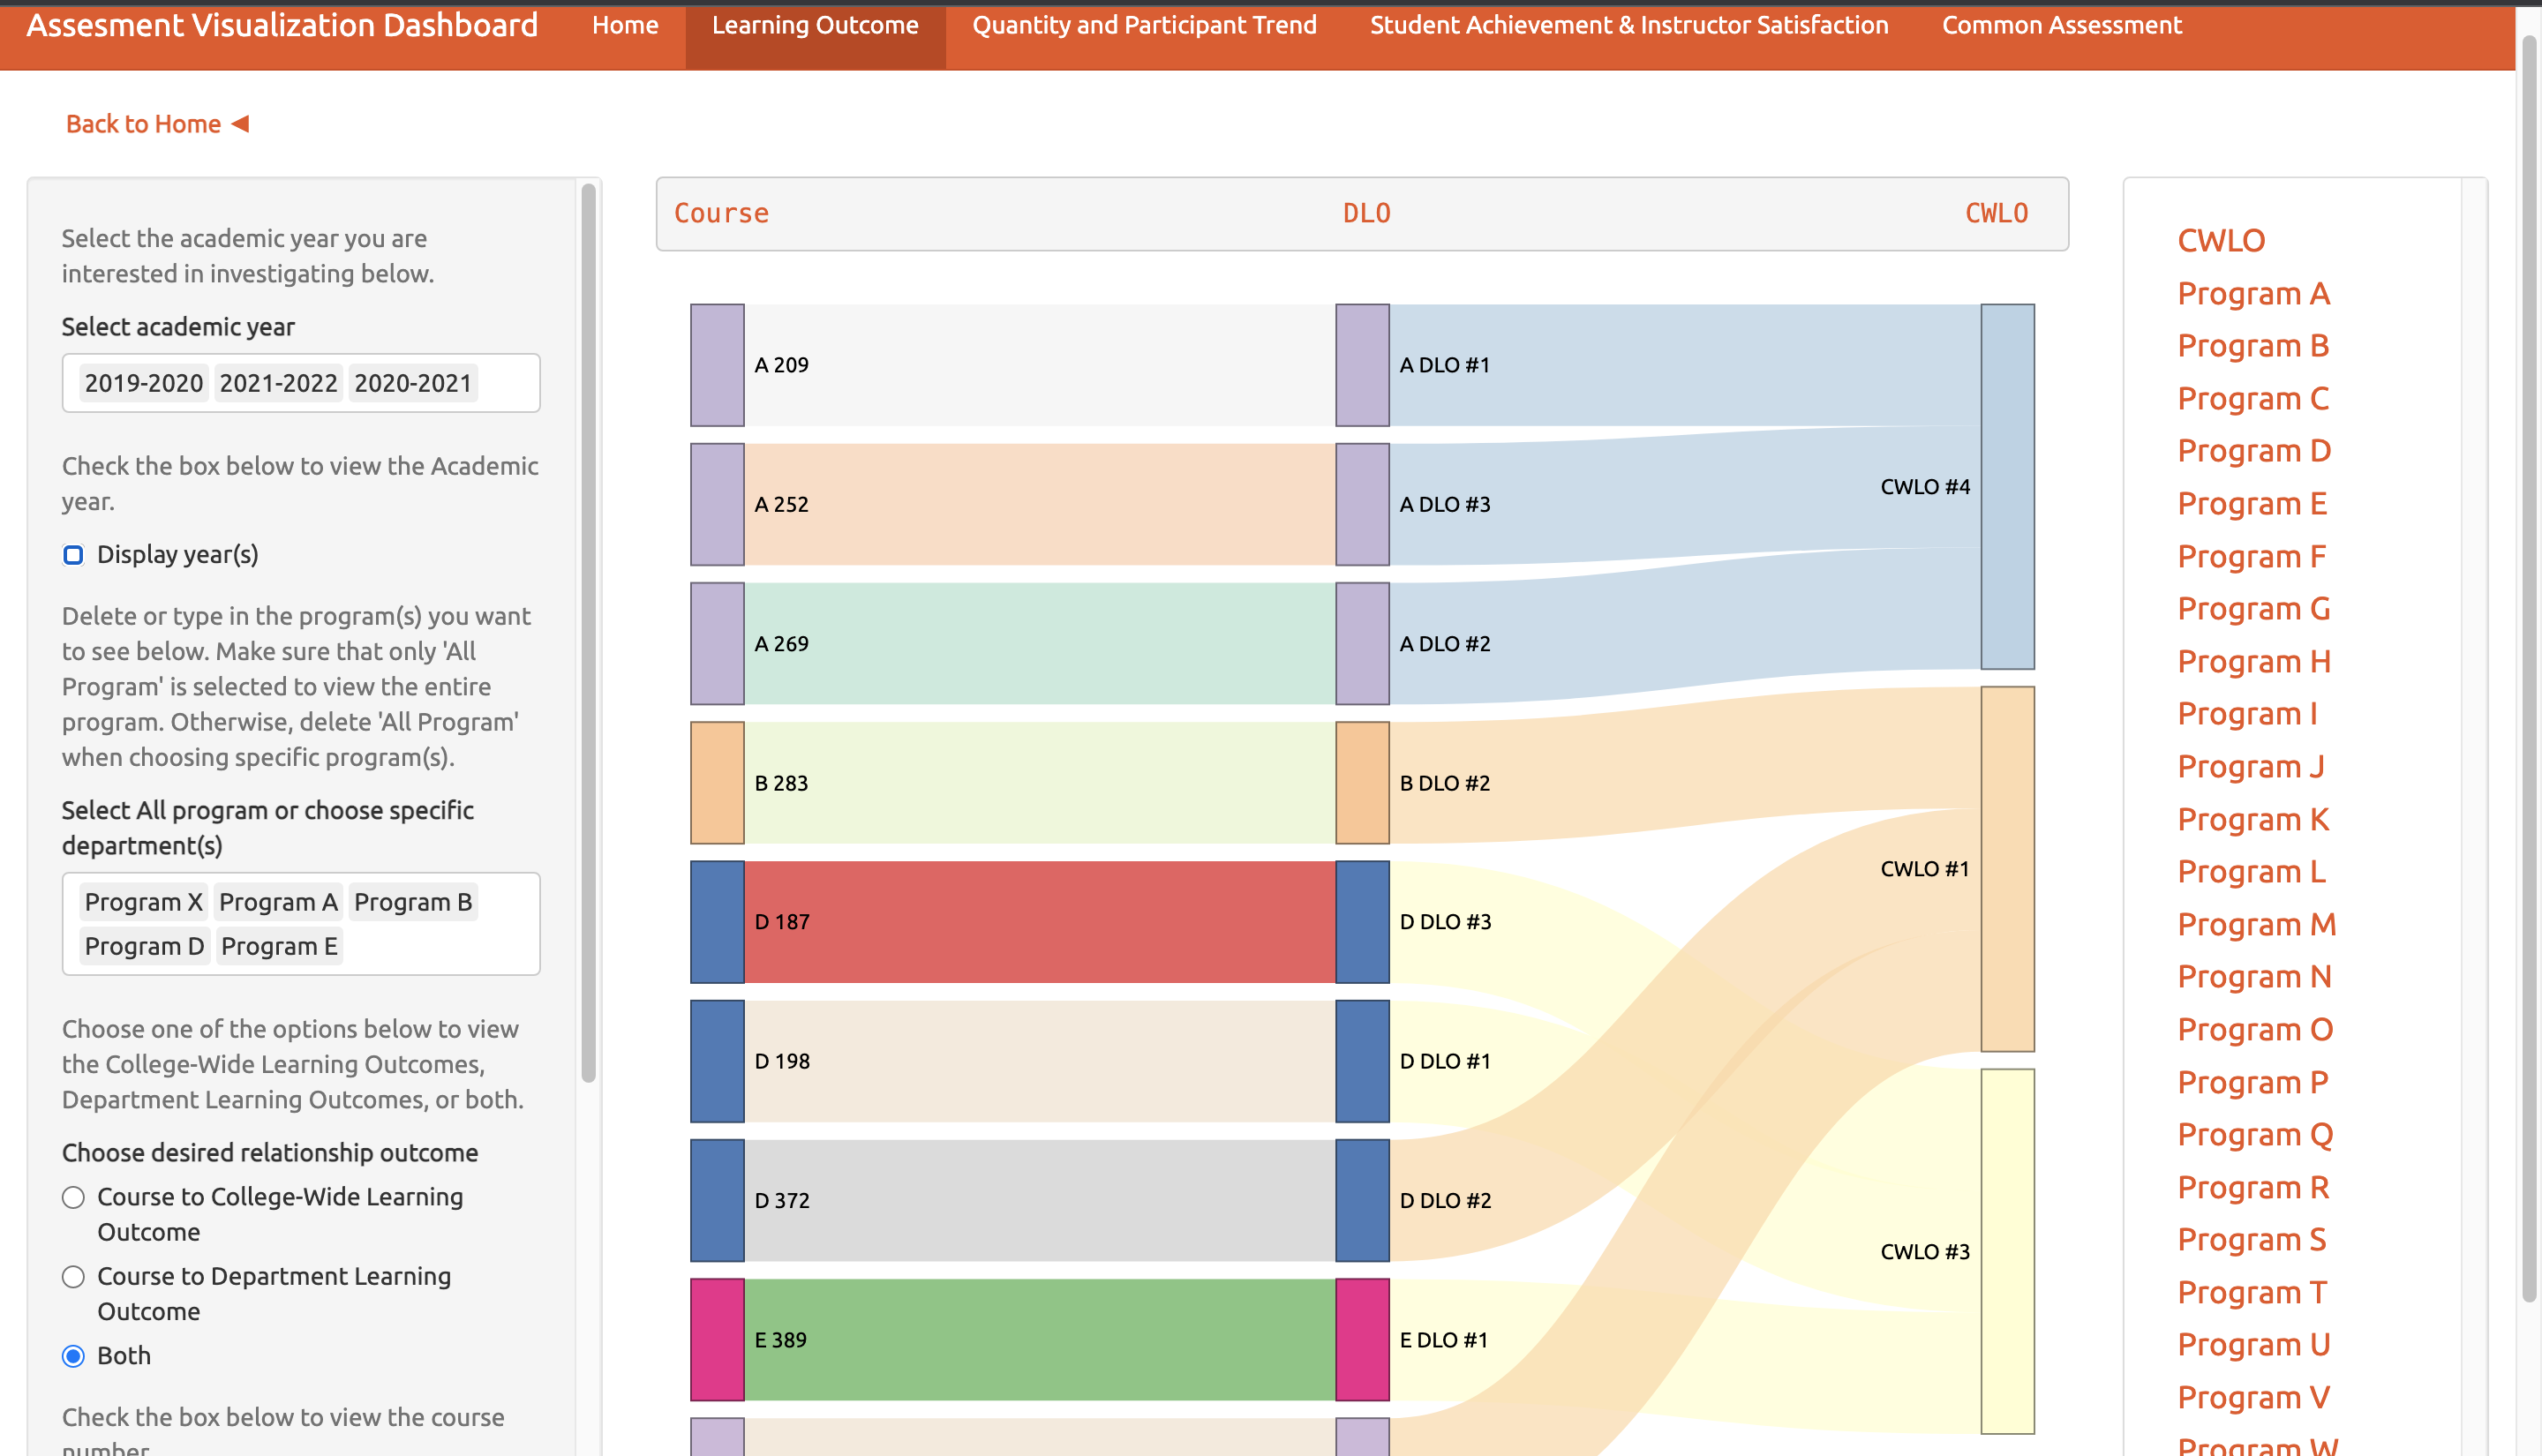 Assesment Visualization Dashboard
Home
Learning Outcome
Quantity and Participant Trend
Student Achievement & Instructor Satisfaction
Common Assessment
Back to Home ◀
Select the academic year you are
interested in investigating below.
Select academic year
2019-2020 2021-2022 2020-2021
Check the box below to view the Academic
year.
Display year(s)
Delete or type in the program(s) you want
to see below. Make sure that only 'All
Program' is selected to view the entire
program. Otherwise, delete 'All Program'
when choosing specific program(s).
Select All program or choose specific
department(s)
Program X Program A Program B
Program D Program E
Choose one of the options below to view
the College-Wide Learning Outcomes,
Department Learning Outcomes, or both.
Choose desired relationship outcome
Course to College-Wide Learning
Outcome
Course to Department Learning
Outcome
Both
Check the box below to view the course
number
Course
DLO
CWLO
A 209
A 252
A 269
B 283
D 187
D 198
D 372
E 389
A DLO #1
A DLO #3
A DLO #2
B DLO #2
D DLO #3
D DLO #1
D DLO #2
E DLO #1
CWLO #4
CWLO #1
CWLO #3
CWLO
Program A
Program B
Program C
Program D
Program E
Program F
Program G
Program H
Program I
Program J
Program K
Program L
Program M
Program N
Program O
Program P
Program Q
Program R
Program S
Program T
Program U
Program V
Program W